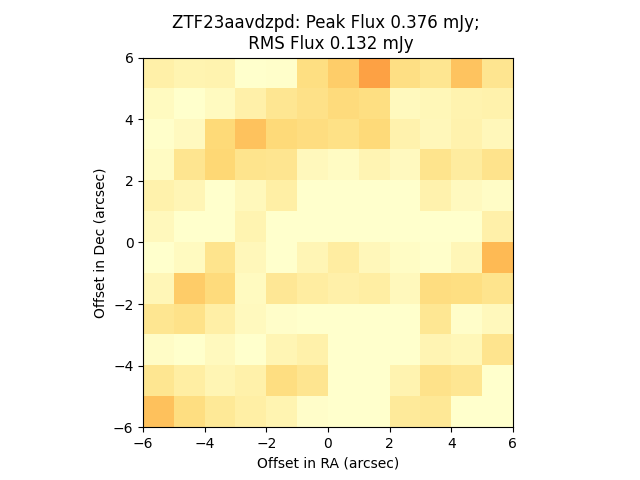 ZTF23aavdzpd: Peak Flux 0.376 mJy;
RMS Flux 0.132 mJy
6
4
2
0
−2
−4
−6
Offset in Dec (arcsec)
−6 −4 −2 0 2 4 6
Offset in RA (arcsec)